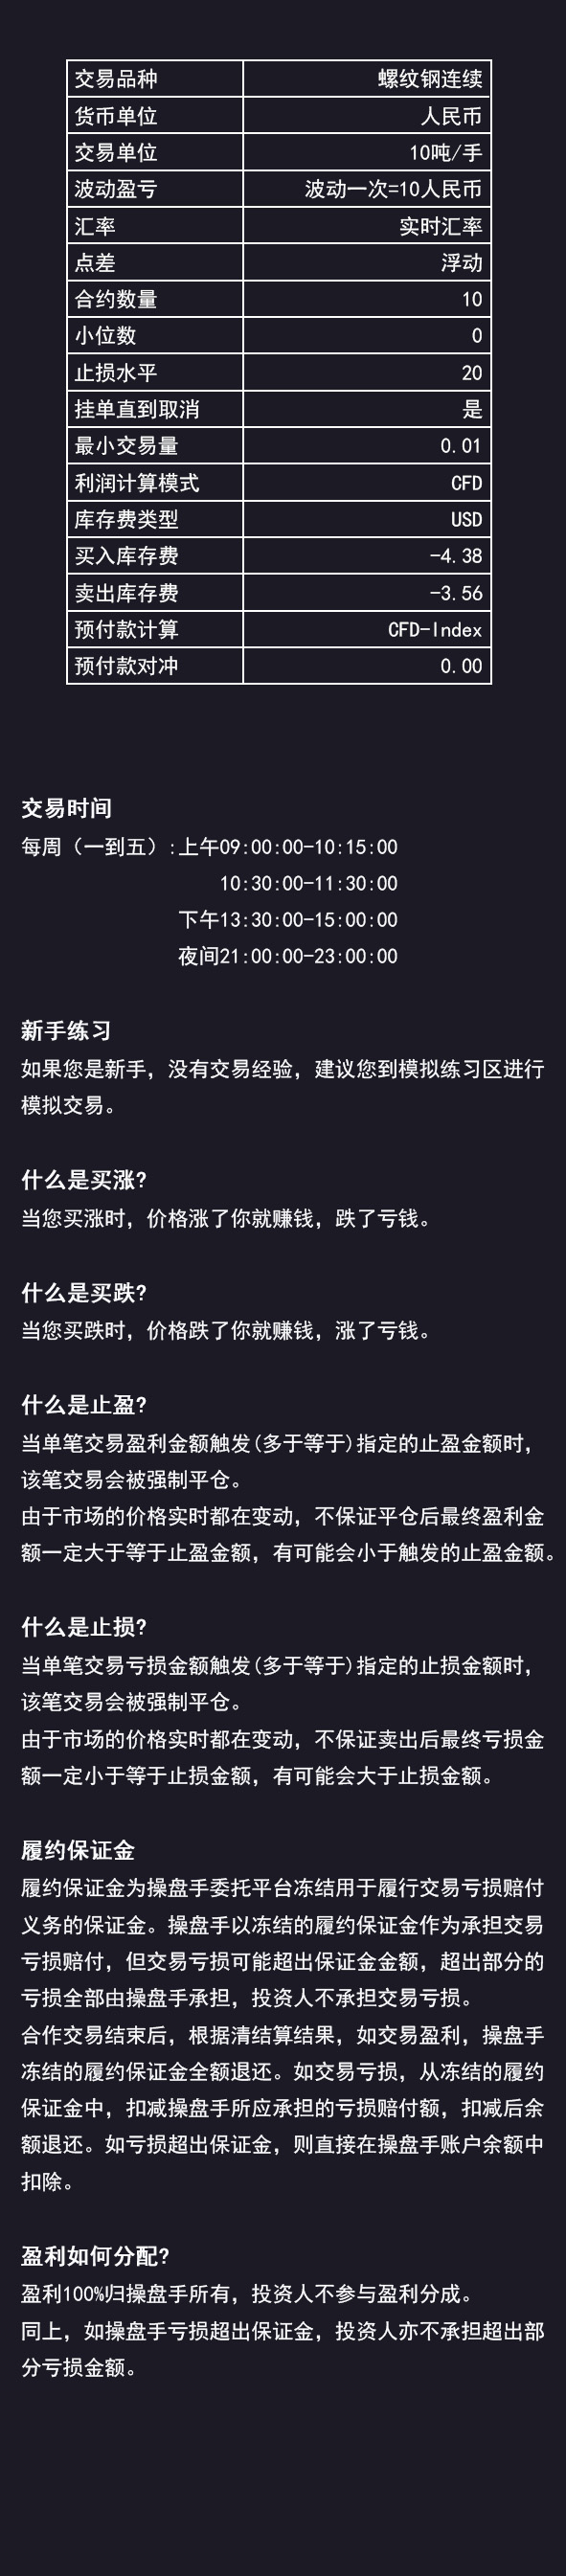 交易品种 螺纹钢连续
货币单位 人民币
交易单位 10吨/手
波动盈亏 波动一次=10人民币
汇率 实时汇率
点差 浮动
合约数量 10
小位数 0
止损水平 20
挂单直到取消 是
最小交易量 0.01
利润计算模式 CFD
库存费类型 USD
买入库存费 -4.38
卖出库存费 -3.56
预付款计算 CFD-Index
预付款对冲 0.00
交易时间
每周（一到五）:上午09:00:00-10:15:00
10:30:00-11:30:00
下午13:30:00-15:00:00
夜间21:00:00-23:00:00
新手练习
如果您是新手，没有交易经验，建议您到模拟练习区进行
模拟交易。
什么是买涨?
当您买涨时，价格涨了你就赚钱，跌了亏钱。
什么是买跌?
当您买跌时，价格跌了你就赚钱，涨了亏钱。
什么是止盈?
当单笔交易盈利金额触发(多于等于)指定的止盈金额时，
该笔交易会被强制平仓。
由于市场的价格实时都在变动，不保证平仓后最终盈利金
额一定大于等于止盈金额，有可能会小于触发的止盈金额。
什么是止损?
当单笔交易亏损金额触发(多于等于)指定的止损金额时，
该笔交易会被强制平仓。
由于市场的价格实时都在变动，不保证卖出后最终亏损金
额一定小于等于止损金额，有可能会大于止损金额。
履约保证金
履约保证金为操盘手委托平台冻结用于履行交易亏损赔付
义务的保证金。操盘手以冻结的履约保证金作为承担交易
亏损赔付，但交易亏损可能超出保证金金额，超出部分的
亏损全部由操盘手承担，投资人不承担交易亏损。
合作交易结束后，根据清结算结果，如交易盈利，操盘手
冻结的履约保证金全额退还。如交易亏损，从冻结的履约
保证金中，扣减操盘手所应承担的亏损赔付额，扣减后余
额退还。如亏损超出保证金，则直接在操盘手账户余额中
扣除。
盈利如何分配?
盈利100%归操盘手所有，投资人不参与盈利分成。
同上，如操盘手亏损超出保证金，投资人亦不承担超出部
分亏损金额。